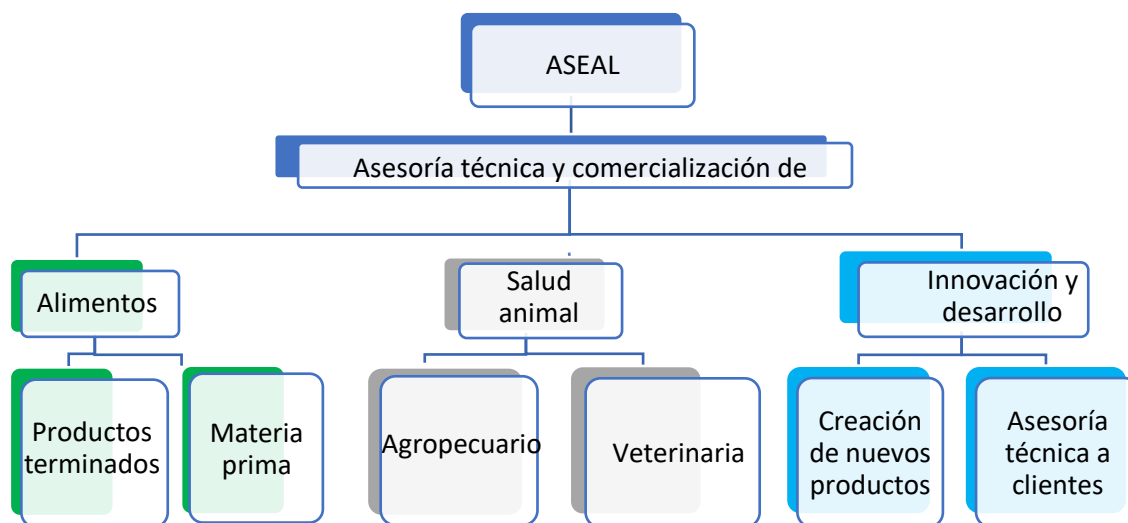 ASEAL
Asesoría técnica y comercialización de
Alimentos
Salud
animal
Innovación y
desarrollo
Productos
terminados
Materia
prima
Agropecuario
Veterinaria
Creación
de nuevos
productos
Asesoría
técnica a
clientes